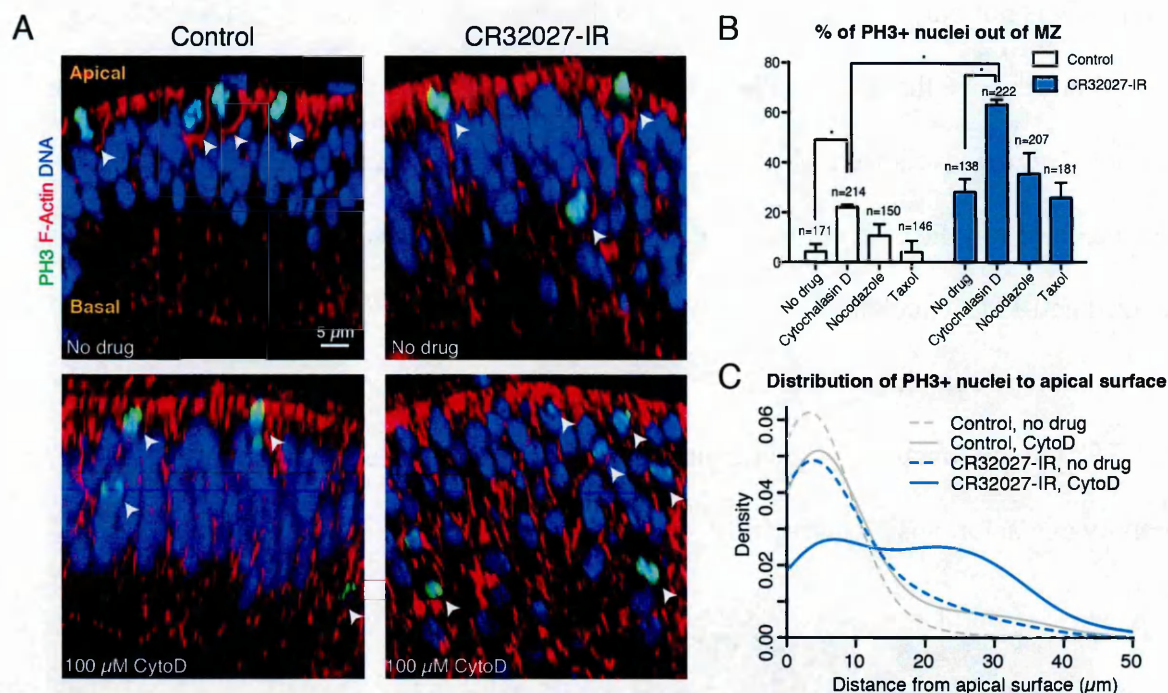 A
Control
CR32027-IR
PH3 F-Actin DNA
Apical
Basal
No drug
5 µm
No drug
100 µM CytoD
100 µM CytoD
B
% of PH3+ nuclei out of MZ
Control
CR32027-IR
80
60
40
20
0
n=171
n=214
n=150
n=146
n=138
n=222
n=207
n=181
*
*
*
No drug
Cytochalasin D
Nocodazole
Taxol
No drug
Cytochalasin D
Nocodazole
Taxol
C
Distribution of PH3+ nuclei to apical surface
Control, no drug
Control, CytoD
CR32027-IR, no drug
CR32027-IR, CytoD
Density
0.06
0.04
0.02
0.00
0 10 20 30 40 50
Distance from apical surface (µm)